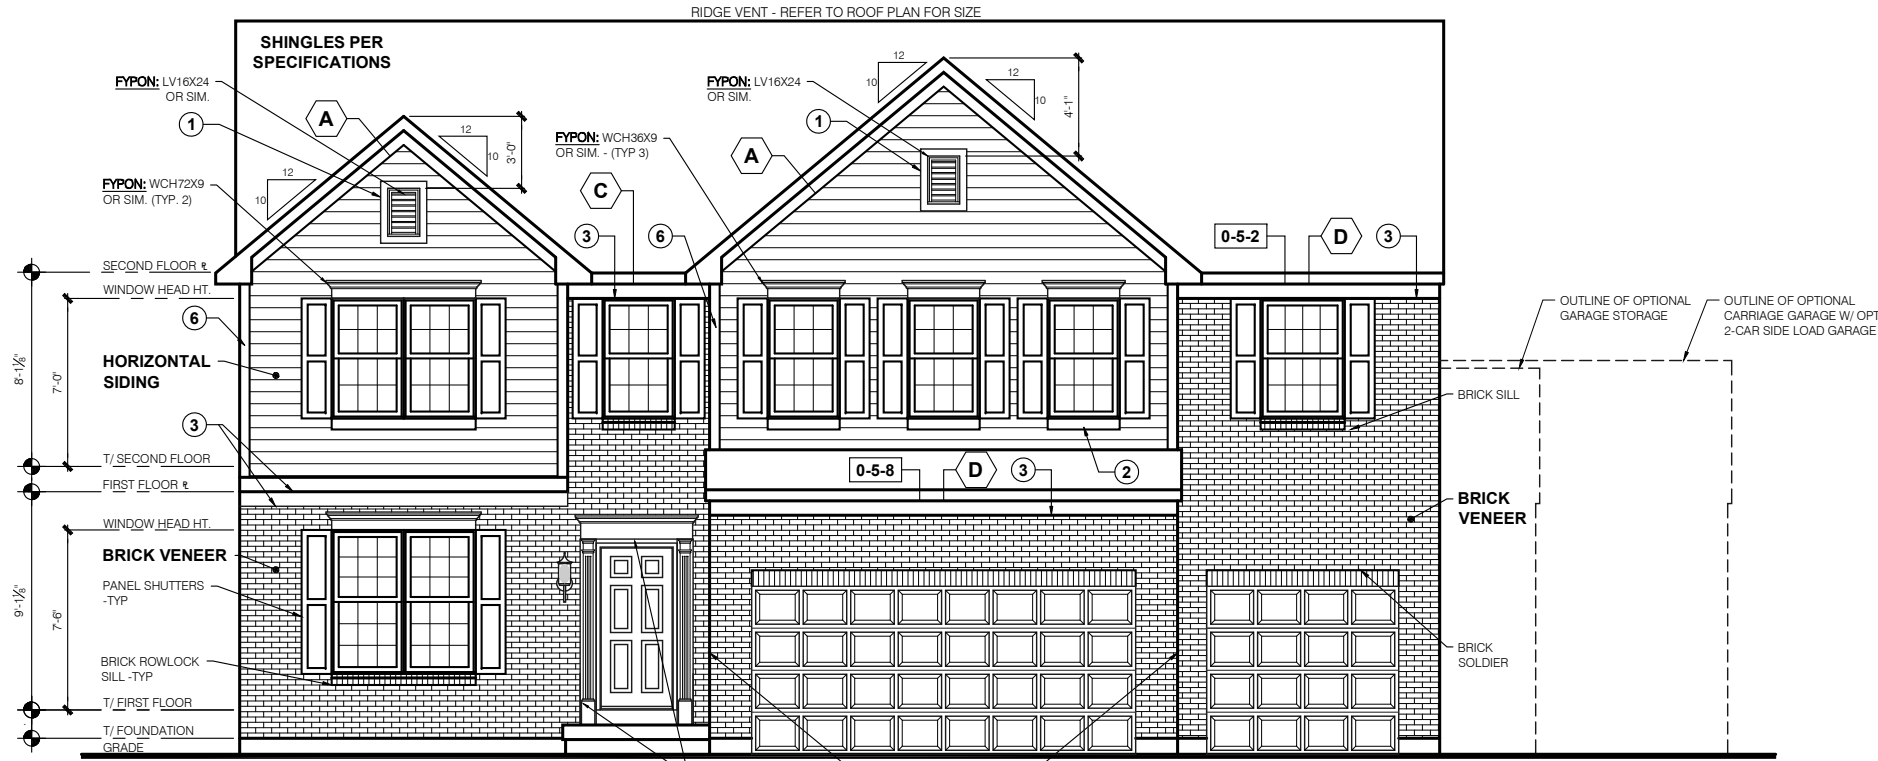 RIDGE VENT - REFER TO ROOF PLAN FOR SIZE
SHINGLES PER
SPECIFICATIONS
FYPON: LV16X24
OR SIM.
1
A
12
10
3'-0"
12
10
FYPON: WCH72X9
OR SIM. (TYP. 2)
FYPON: LV16X24
OR SIM.
1
A
12
10
12
10
4'-1"
FYPON: WCH36X9
OR SIM. - (TYP 3)
C
3
6
0-5-2
D
3
SECOND FLOOR
WINDOW HEAD HT.
6
HORIZONTAL
SIDING
8'-1⅛"
7'-0"
3
T/ SECOND FLOOR
FIRST FLOOR
0-5-8
D
3
2
OUTLINE OF OPTIONAL
GARAGE STORAGE
OUTLINE OF OPTIONAL
CARRIAGE GARAGE W/ OPT
2-CAR SIDE LOAD GARAGE
BRICK SILL
BRICK
VENEER
WINDOW HEAD HT.
BRICK VENEER
PANEL SHUTTERS
-TYP
9'-1⅛"
7'-6"
BRICK ROWLOCK
SILL -TYP
BRICK
SOLDIER
T/ FIRST FLOOR
T/ FOUNDATION
GRADE